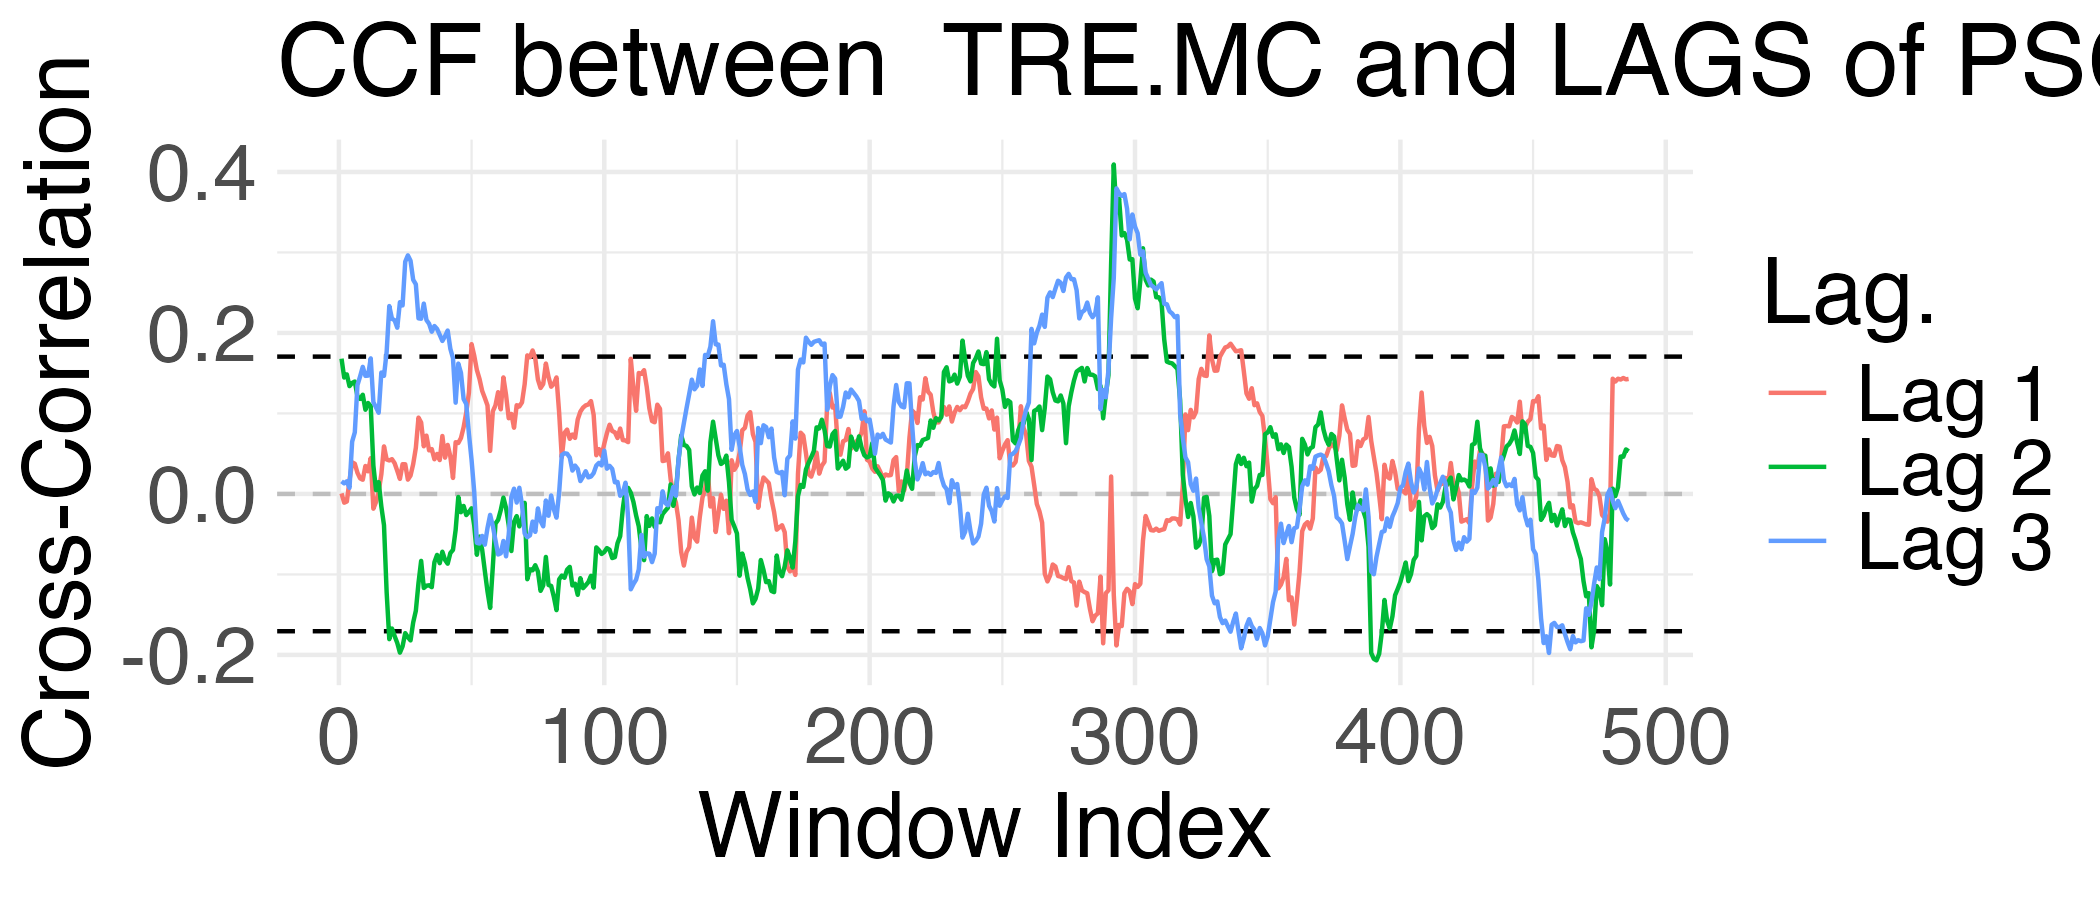 CCF between  TRE.MC and LAGS of PS
Cross-Correlation
0.4
0.2
0.0
-0.2
0
100
200
300
400
500
Window Index
Lag.
Lag 1
Lag 2
Lag 3